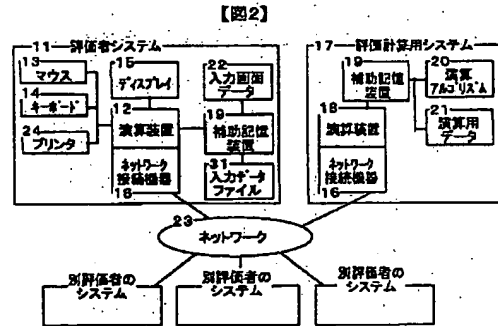 【図2】
11 評価者システム
13
マウス
14
キーボード
24
プリンタ
15
ディスプレイ
12
演算装置
ネットワーク
接続機器
16
22
入力画面
データ
19
補助記憶
装置
31
入力データ
ファイル
17 評価計算用システム
19
補助記憶
装置
20
演算
アルゴリズム
18
演算装置
21
演算用
データ
ネットワーク
接続機器
16
23
ネットワーク
別評価者の
システム
別評価者の
システム
別評価者の
システム